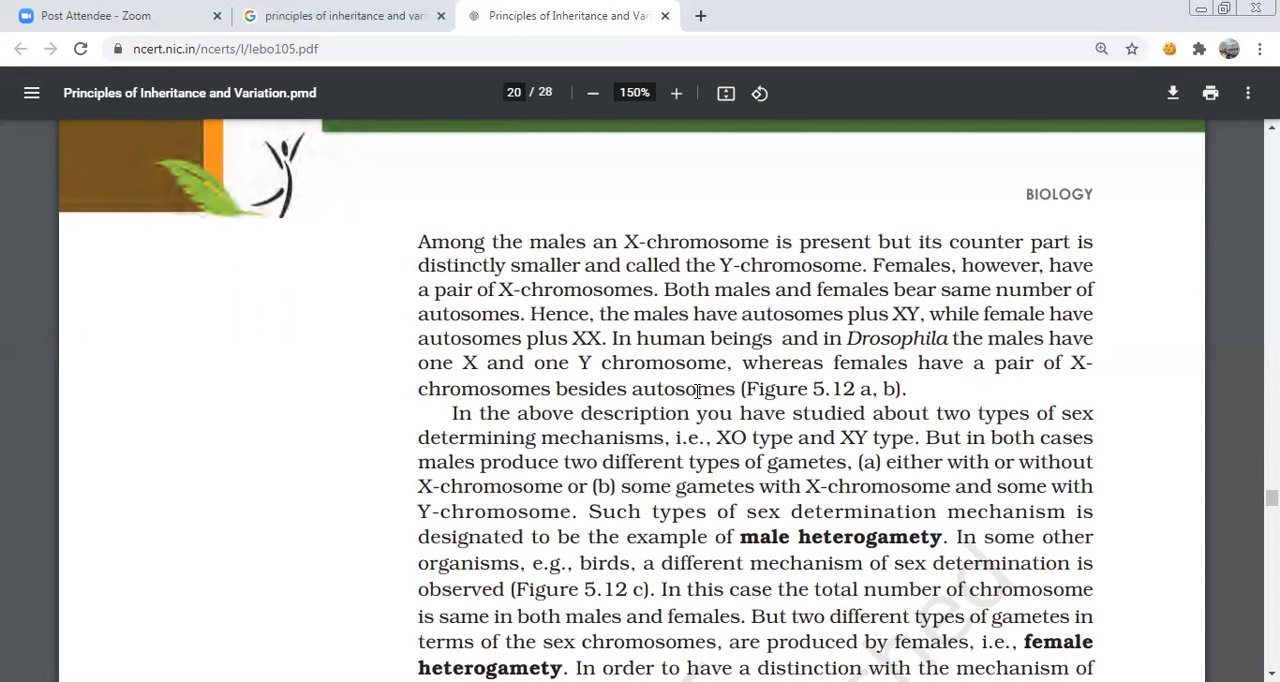 Post Attendee - Zoom
principles of inheritance and vari
Principles of Inheritance and Vari
ncert.nic.in/ncerts/l/lebo105.pdf
Principles of Inheritance and Variation.pmd
20 / 28
150%
BIOLOGY
Among the males an X-chromosome is present but its counter part is
distinctly smaller and called the Y-chromosome. Females, however, have
a pair of X-chromosomes. Both males and females bear same number of
autosomes. Hence, the males have autosomes plus XY, while female have
autosomes plus XX. In human beings and in Drosophila the males have
one X and one Y chromosome, whereas females have a pair of X-
chromosomes besides autosomes (Figure 5.12 a, b).
In the above description you have studied about two types of sex
determining mechanisms, i.e., XO type and XY type. But in both cases
males produce two different types of gametes, (a) either with or without
X-chromosome or (b) some gametes with X-chromosome and some with
Y-chromosome. Such types of sex determination mechanism is
designated to be the example of male heterogamety. In some other
organisms, e.g., birds, a different mechanism of sex determination is
observed (Figure 5.12 c). In this case the total number of chromosome
is same in both males and females. But two different types of gametes in
terms of the sex chromosomes, are produced by females, i.e., female
heterogamety. In order to have a distinction with the mechanism of